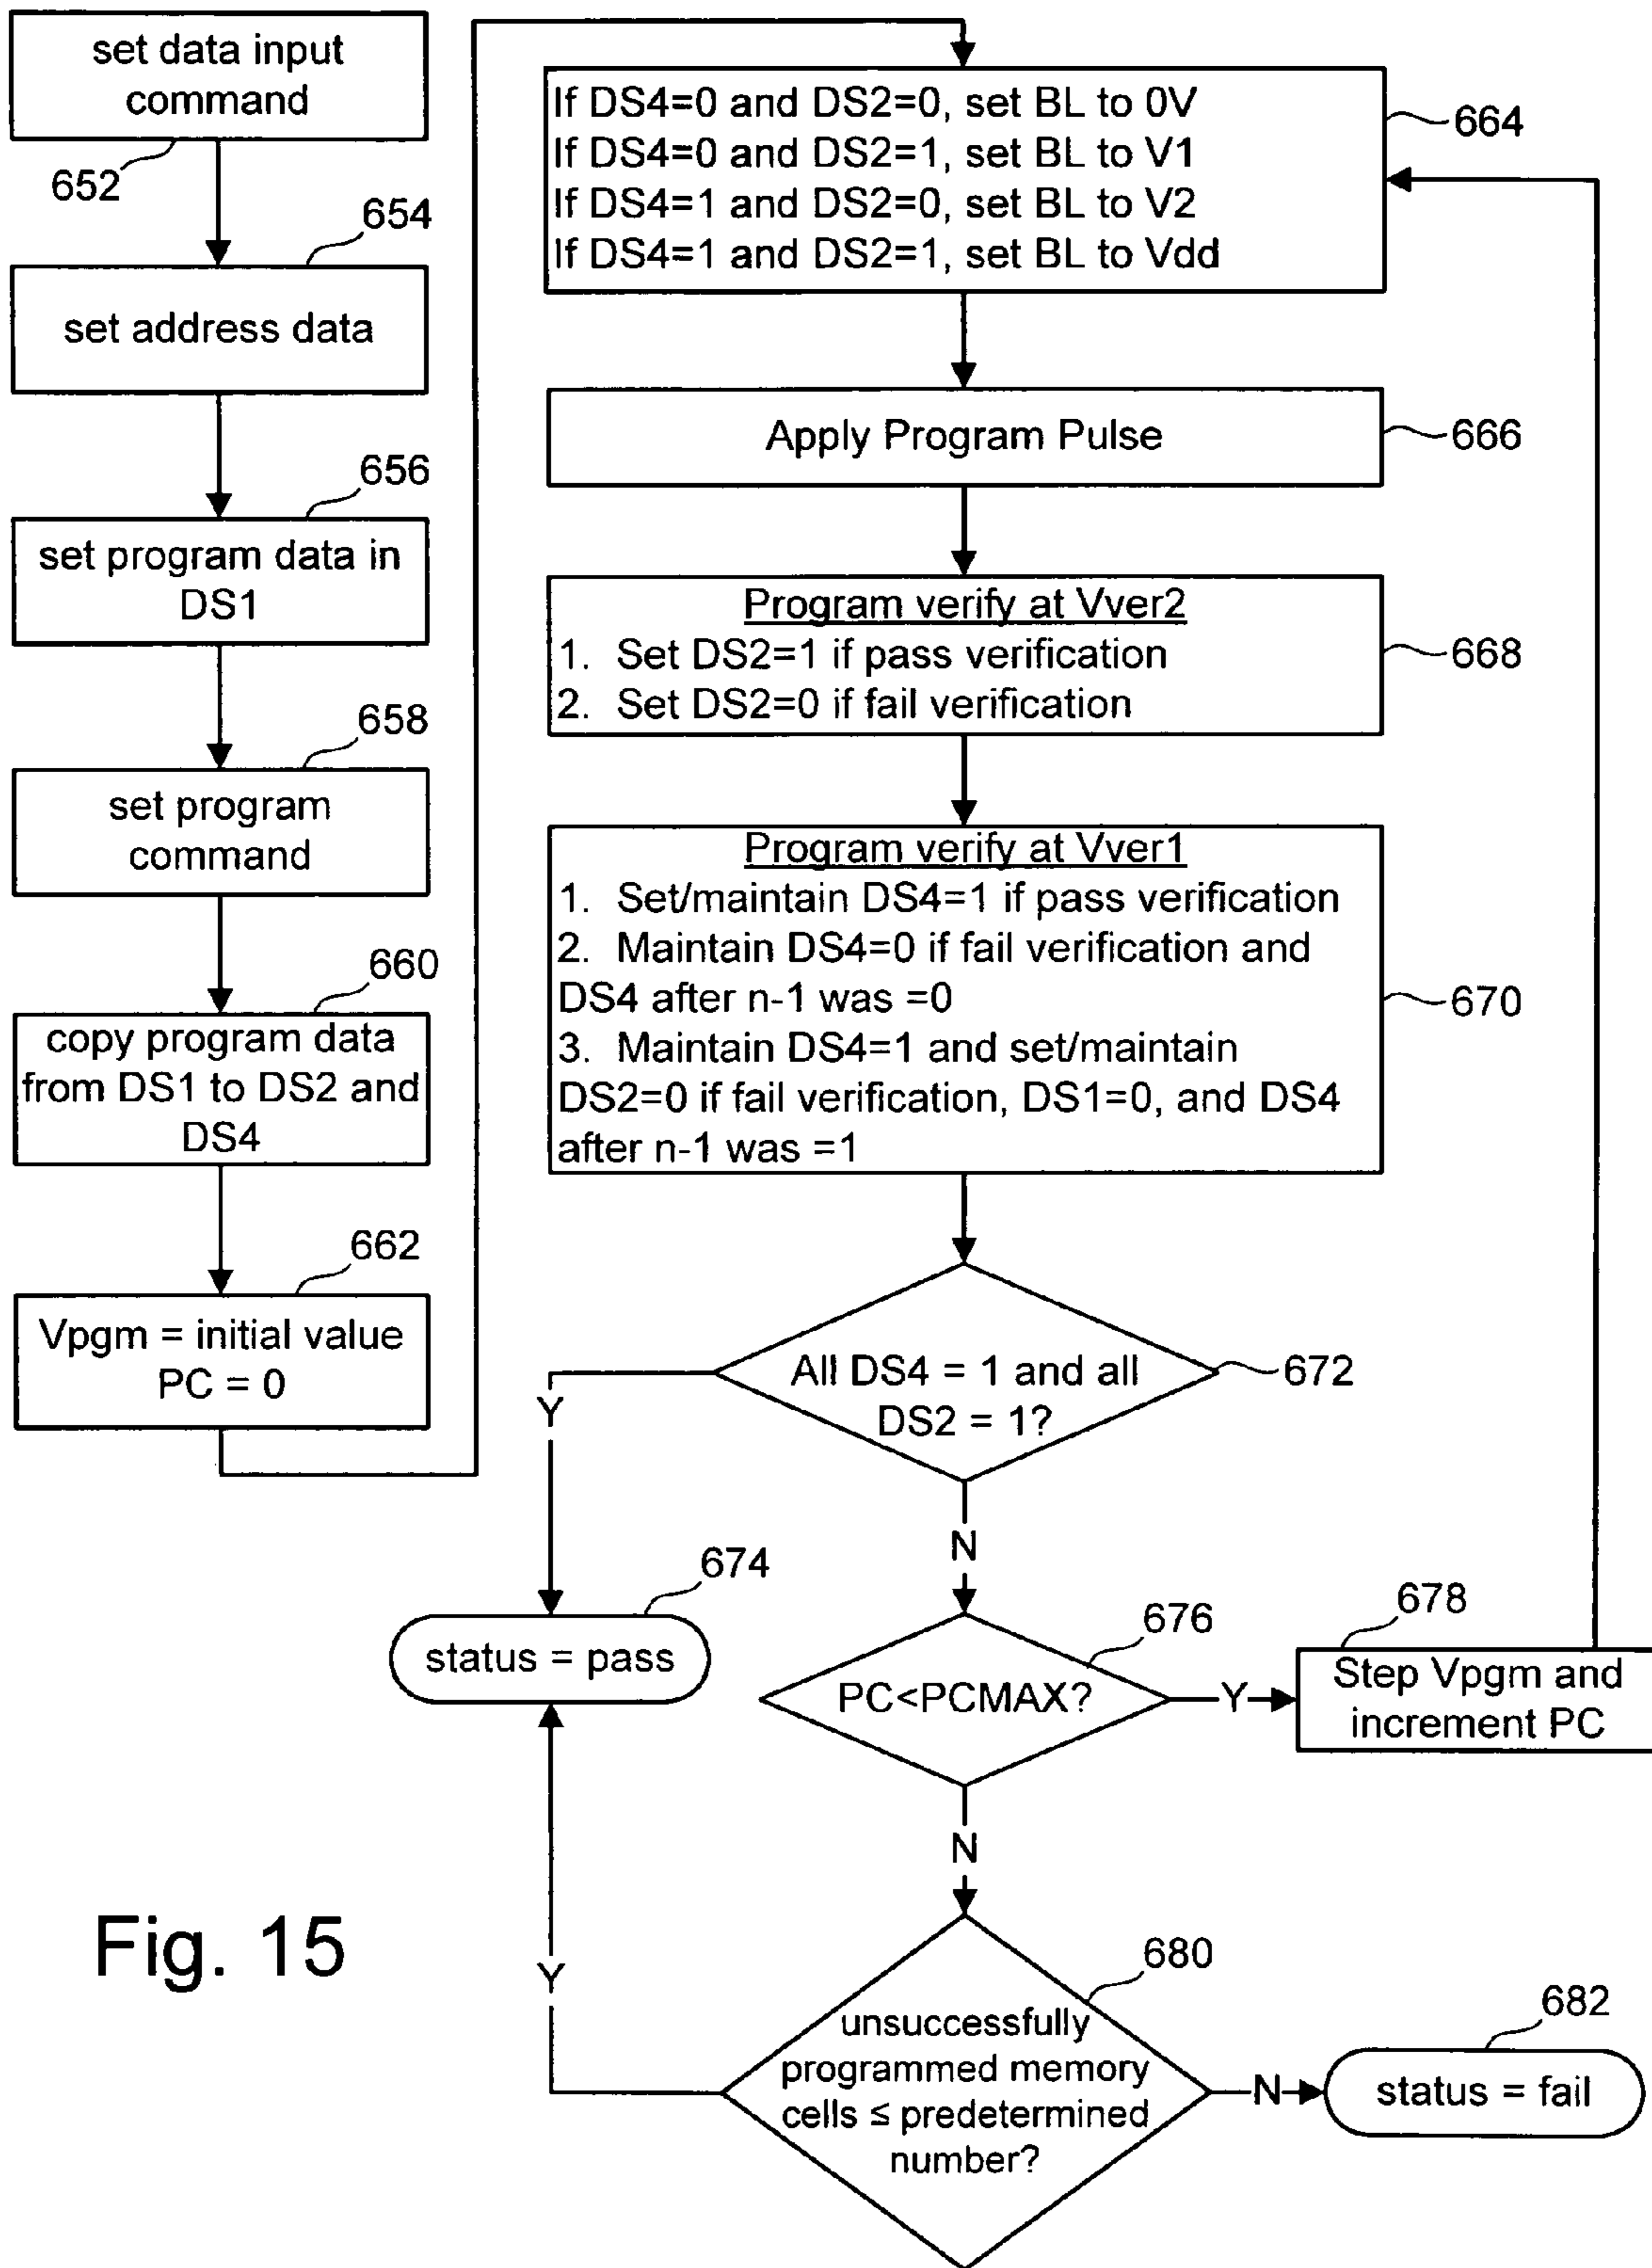 set data input
command
652
654
set address data
656
set program data in
DS1
658
set program
command
660
copy program data
from DS1 to DS2 and
DS4
662
Vpgm = initial value
PC = 0
If DS4=0 and DS2=0, set BL to 0V
If DS4=0 and DS2=1, set BL to V1
If DS4=1 and DS2=0, set BL to V2
If DS4=1 and DS2=1, set BL to Vdd
664
Apply Program Pulse
666
Program verify at Vver2
1. Set DS2=1 if pass verification
2. Set DS2=0 if fail verification
668
Program verify at Vver1
1. Set/maintain DS4=1 if pass verification
2. Maintain DS4=0 if fail verification and
DS4 after n-1 was =0
3. Maintain DS4=1 and set/maintain
DS2=0 if fail verification, DS1=0, and DS4
after n-1 was =1
670
All DS4 = 1 and all
DS2 = 1?
672
Y
N
674
status = pass
676
PC<PCMAX?
Y
678
Step Vpgm and
increment PC
N
680
unsuccessfully
programmed memory
cells ≤ predetermined
number?
Y
N
682
status = fail
Fig. 15